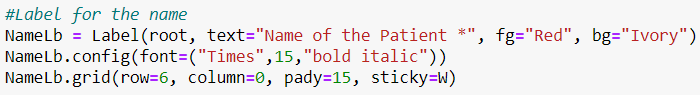 #Label for the name
NameLb = Label(root, text="Name of the Patient *", fg="Red", bg="Ivory")
NameLb.config(font=("Times",15,"bold italic"))
NameLb.grid(row=6, column=0, pady=15, sticky=W)